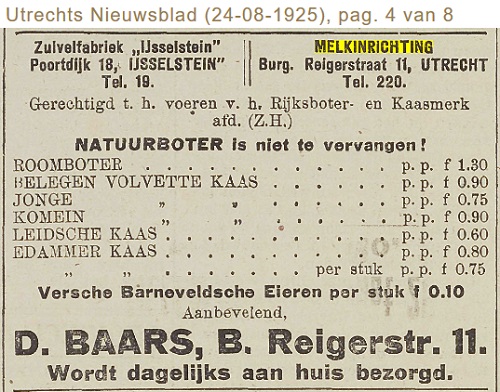 Utrechts Nieuwsblad (24-08-1925), pag. 4 van 8
Zuivelfabriek „IJsselstein"
Poortdijk 18, IJSSELSTEIN"
Tel. 19.
MELKINRICHTING
Burg. Reigerstraat 11, UTRECHT
Tel. 220.
Gerechtigd t. h. voeren v. h. Rijksboter- en Kaasmerk
afd. (Z.H.)
NATUURBOTER is niet te vervangen!
ROOMBOTER . . . . . . . . . . p. p. f 1.30
BELEGEN VOLVETTE KAAS . . . . . p. p. f 0.90
JONGE „ „ . . . . . p. p. f 0.75
KOMEIN „ „ . . . . . p. p. f 0.90
LEIDSCHE KAAS . . . . . . . . p. p. f 0.60
EDAMMER KAAS . . . . . . . . p. p. f 0.80
„ „ . . . . . . per stuk f 0.75
Versche Barneveldsche Eieren per stuk f 0.10
Aanbevelend,
D. BAARS, B. Reigerstr. 11.
Wordt dagelijks aan huis bezorgd.